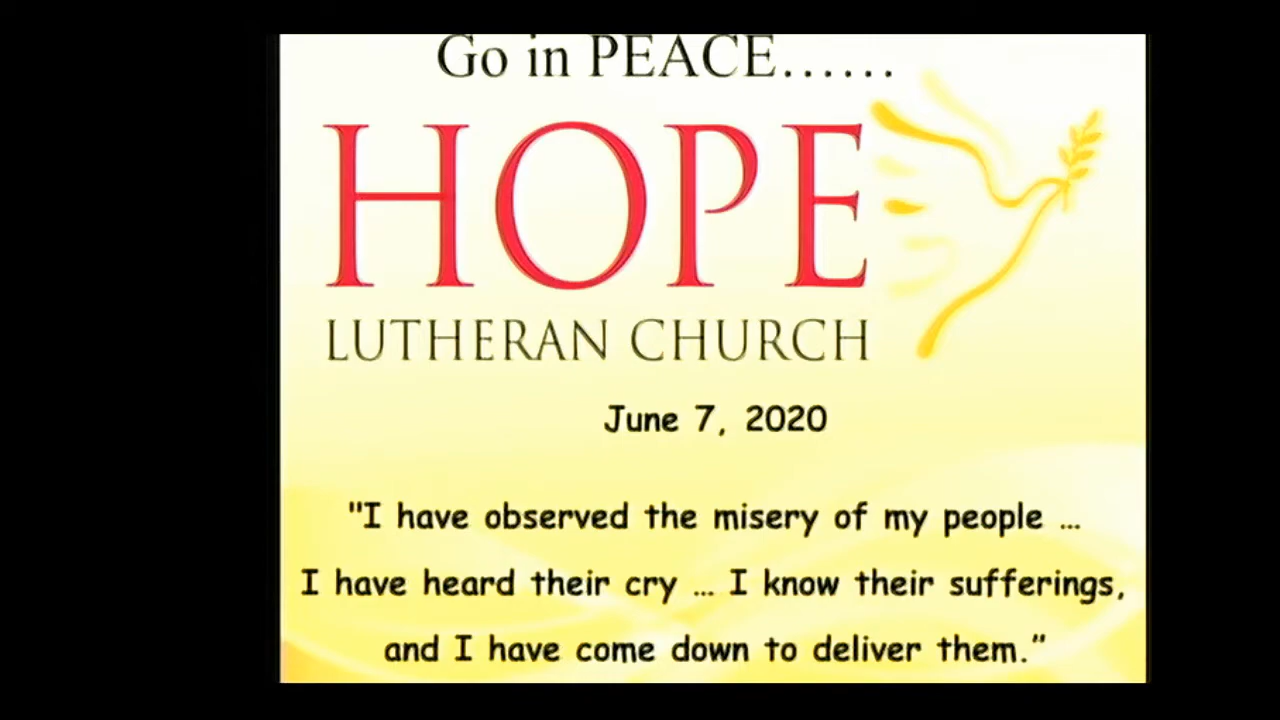 Go in PEACE......
HOPE
LUTHERAN CHURCH
June 7, 2020
"I have observed the misery of my people …
I have heard their cry … I know their sufferings,
and I have come down to deliver them.”